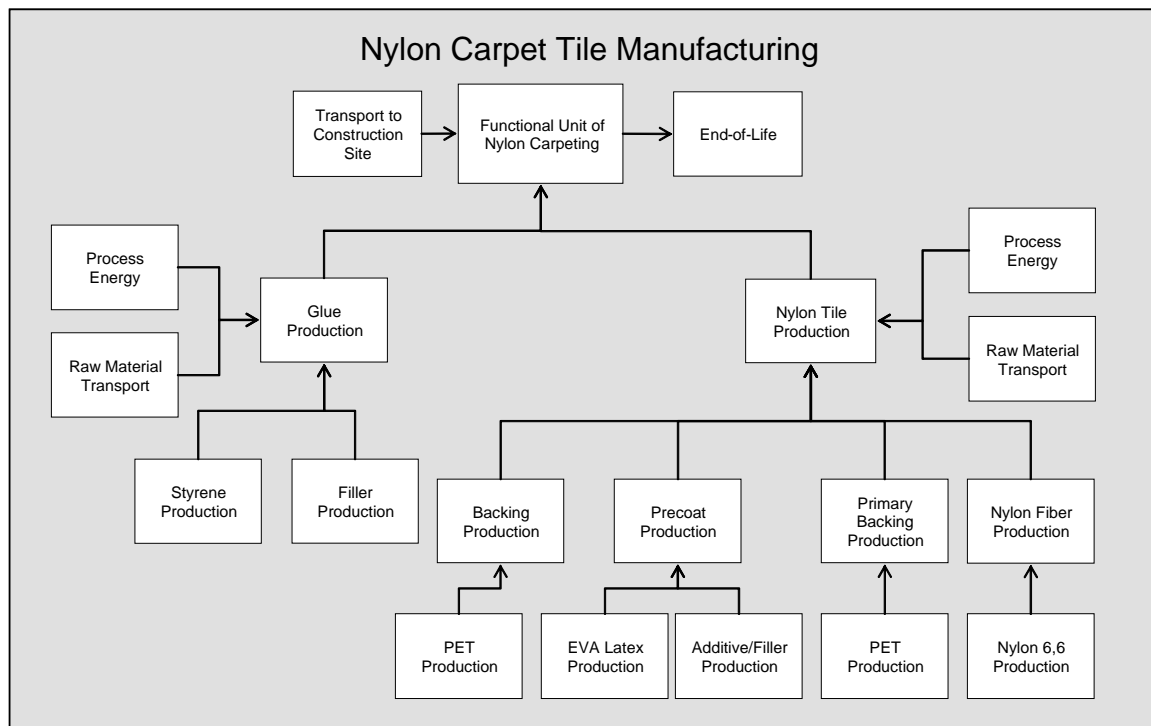 Nylon Carpet Tile Manufacturing
Transport to
Construction
Site
Functional Unit of
Nylon Carpeting
End-of-Life
Process
Energy
Raw Material
Transport
Glue
Production
Nylon Tile
Production
Process
Energy
Raw Material
Transport
Styrene
Production
Filler
Production
Backing
Production
Precoat
Production
Primary
Backing
Production
Nylon Fiber
Production
PET
Production
EVA Latex
Production
Additive/Filler
Production
PET
Production
Nylon 6,6
Production